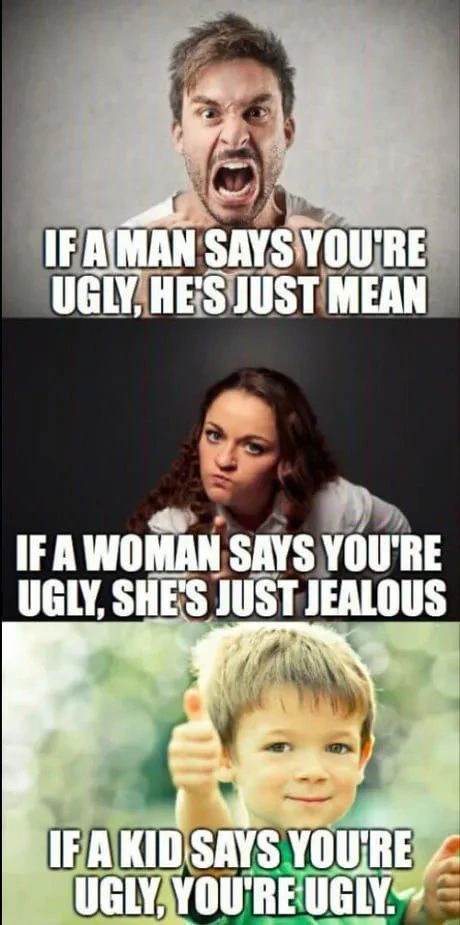 IF A MAN SAYS YOU'RE
UGLY, HE'S JUST MEAN
IF A WOMAN SAYS YOU'RE
UGLY, SHE'S JUST JEALOUS
IF A KID SAYS YOU'RE
UGLY, YOU'RE UGLY.